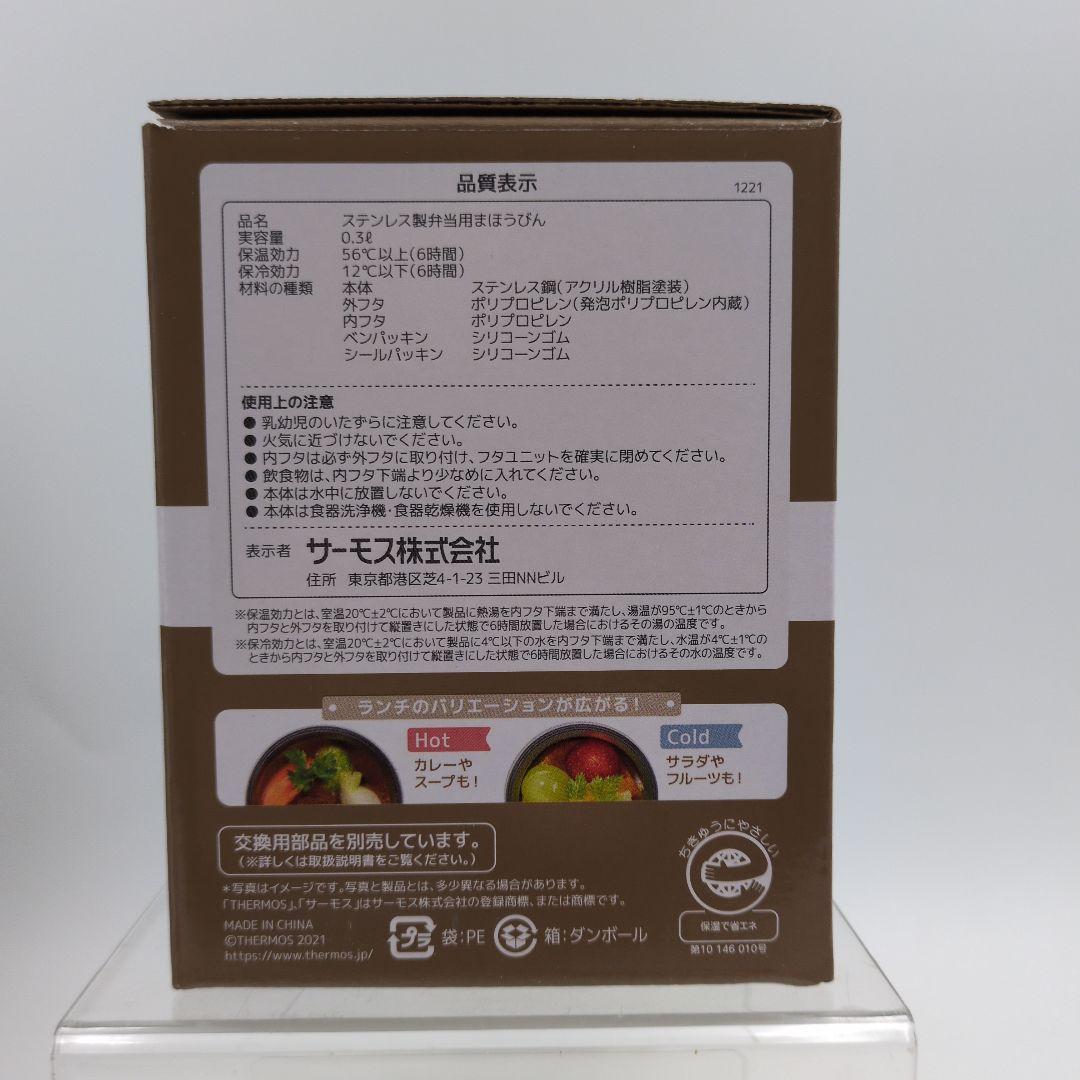 品質表示
1221
品名 ステンレス製弁当用まほうびん
実容量 0.3ℓ
保温効力 56℃以上(6時間)
保冷効力 12℃以下(6時間)
材料の種類 本体 ステンレス鋼(アクリル樹脂塗装)
外フタ ポリプロピレン(発泡ポリプロピレン内蔵)
内フタ ポリプロピレン
ベンパッキン シリコーンゴム
シールパッキン シリコーンゴム
使用上の注意
● 乳幼児のいたずらに注意してください。
● 火気に近づけないでください。
● 内フタは必ず外フタに取り付け、フタユニットを確実に閉めてください。
● 飲食物は、内フタ下端より少なめに入れてください。
● 本体は水中に放置しないでください。
● 本体は食器洗浄機・食器乾燥機を使用しないでください。
表示者 サーモス株式会社
住所 東京都港区芝4-1-23 三田NNビル
※保温効力とは、室温20℃±2℃において製品に熱湯を内フタ下端まで満たし、湯温が95℃±1℃のときから
内フタと外フタを取り付けて縦置きにした状態で6時間放置した場合におけるその湯の温度です。
※保冷効力とは、室温20℃±2℃において製品に4℃以下の水を内フタ下端まで満たし、水温が4℃±1℃の
ときから内フタと外フタを取り付けて縦置きにした状態で6時間放置した場合におけるその水の温度です。
ランチのバリエーションが広がる!
Hot
カレーや
スープも!
Cold
サラダや
フルーツも!
交換用部品を別売しています。
(※詳しくは取扱説明書をご覧ください。)
*写真はイメージです。写真と製品とは、多少異なる場合があります。
「THERMOS」、「サーモス」はサーモス株式会社の登録商標、または商標です。
MADE IN CHINA
©THERMOS 2021
https://www.thermos.jp/
プラ 袋:PE 箱:ダンボール
ちきゅうにやさしい
保温で省エネ
第10 146 010号